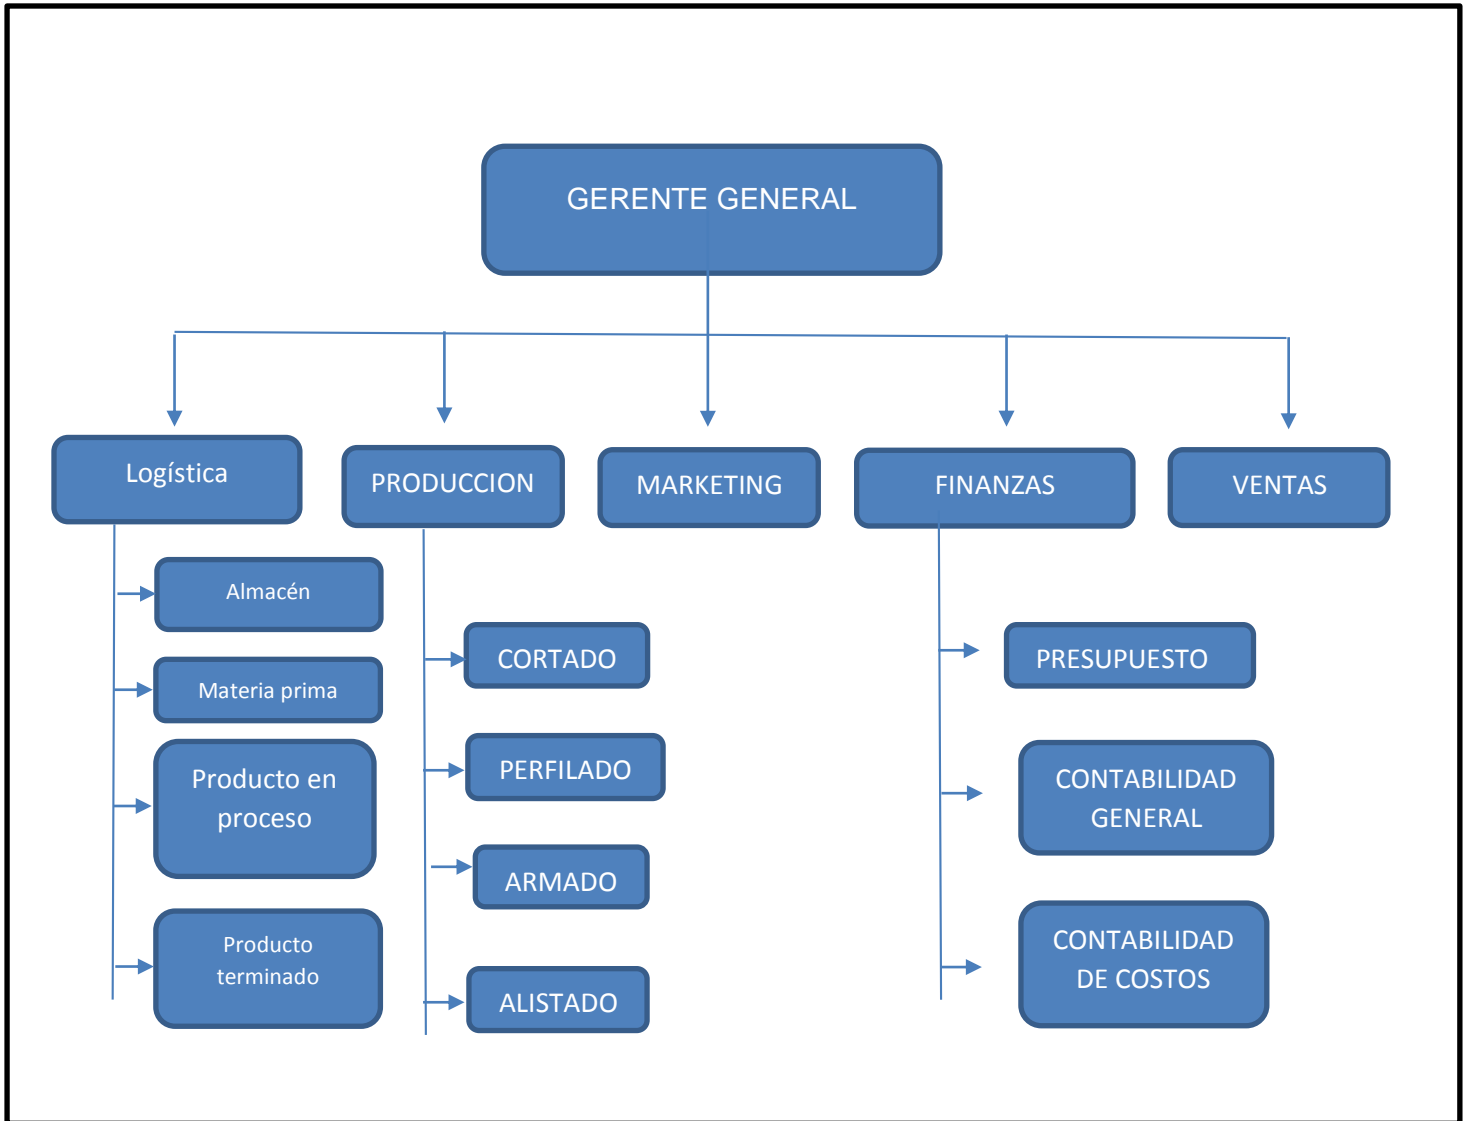 GERENTE GENERAL
Logística
PRODUCCION
MARKETING
FINANZAS
VENTAS
Almacén
Materia prima
Producto en
proceso
Producto
terminado
CORTADO
PERFILADO
ARMADO
ALISTADO
PRESUPUESTO
CONTABILIDAD
GENERAL
CONTABILIDAD
DE COSTOS